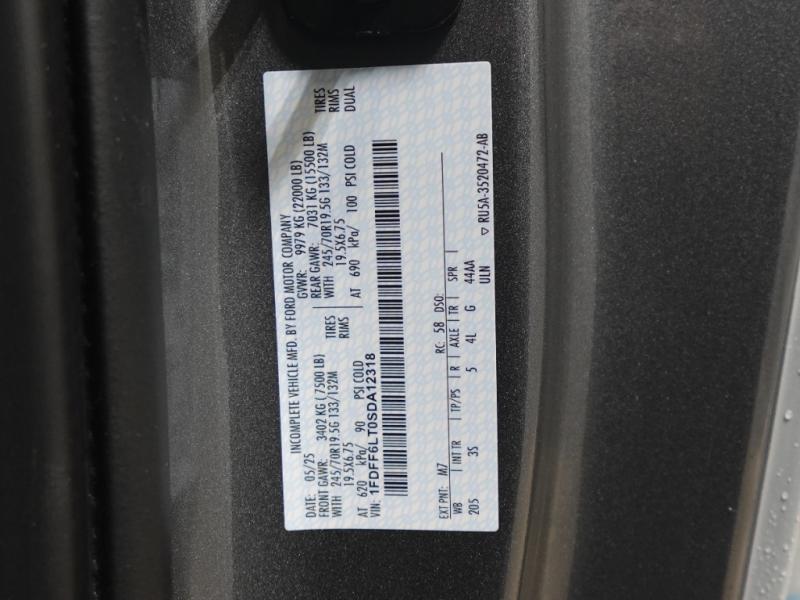 INCOMPLETE VEHICLE MFD. BY FORD MOTOR COMPANY
DATE: 05/25 GVWR: 9979 KG (22000 LB)
FRONT GAWR: 3402 KG (7500 LB) REAR GAWR: 7031 KG (15500 LB)
WITH 245/70R19.5G 133/132M TIRES WITH 245/70R19.5G 133/132M TIRES
19.5X6.75 RIMS 19.5X6.75 RIMS
AT 620 kPa/ 90 PSI COLD AT 690 kPa/ 100 PSI COLD DUAL
VIN: 1FDFF6LT0SDA12318
EXT PNT: M7 RC: 58 DSO:
WB INT TR TP/PS R AXLE TR SPR
205 3S 5 4L G 44AA
ULN
▽ RU5A-3520472-AB